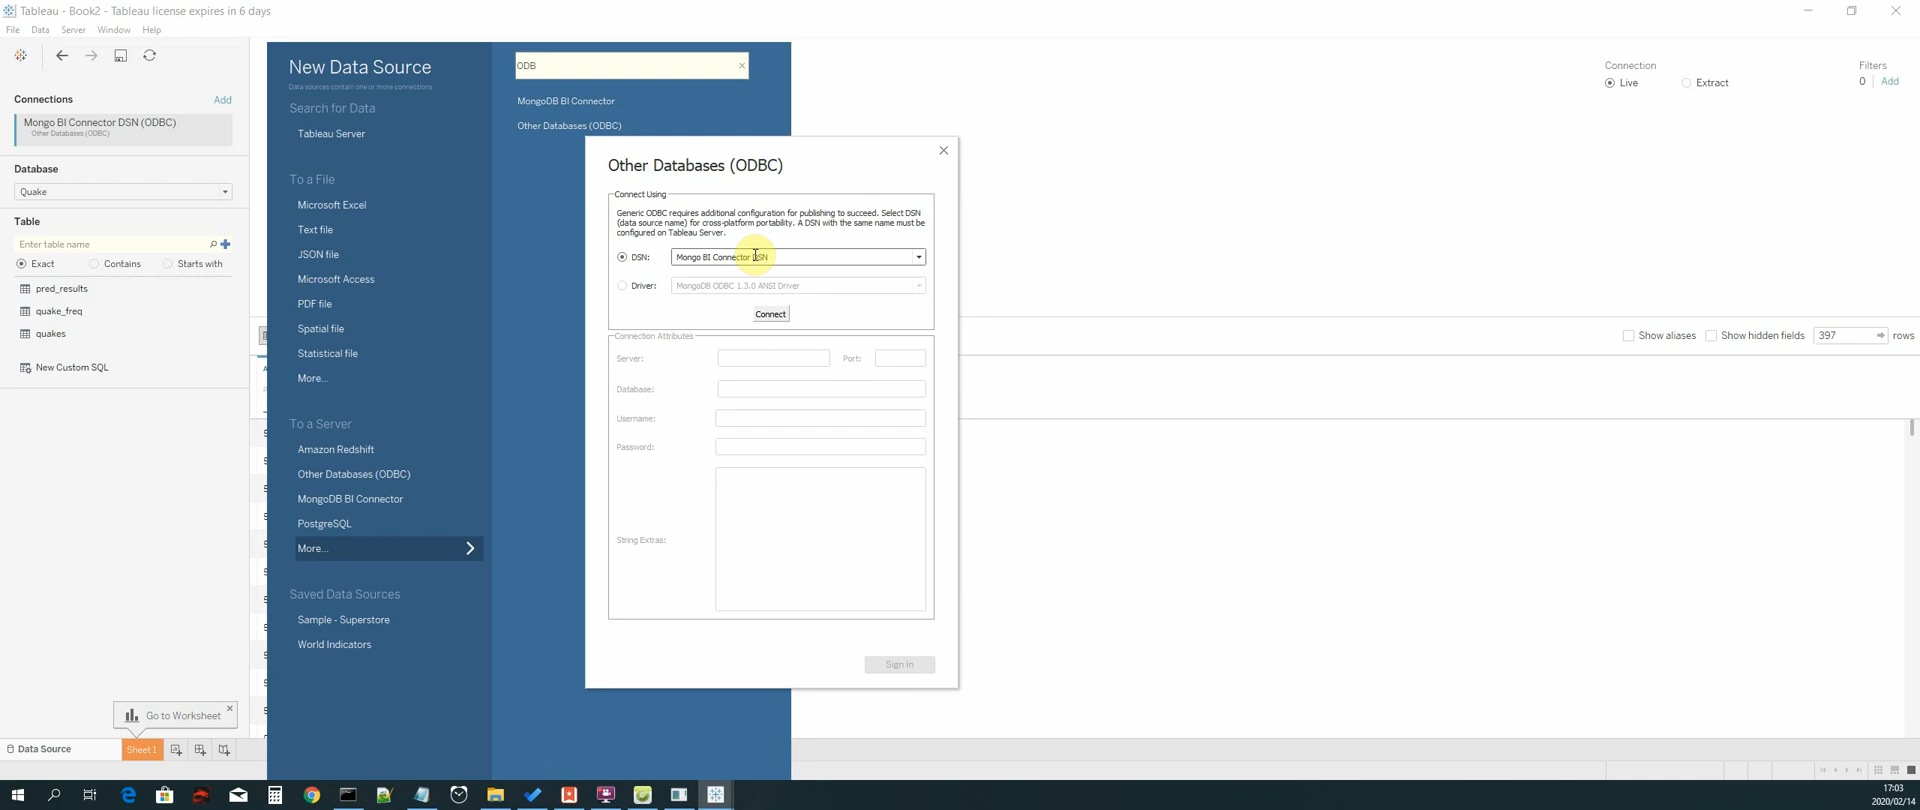 Tableau - Book2 - Tableau license expires in 6 days
File Data Server Window Help
Connections Add
Mongo BI Connector DSN (ODBC)
Other Databases (ODBC)
Database
Quake
Table
Enter table name
Exact Contains Starts with
pred_results
quake_freq
quakes
New Custom SQL
Go to Worksheet
Data Source
Sheet 1
New Data Source
Data sources contain one or more connections
Search for Data
Tableau Server
To a File
Microsoft Excel
Text file
JSON file
Microsoft Access
PDF file
Spatial file
Statistical file
More...
To a Server
Amazon Redshift
Other Databases (ODBC)
MongoDB BI Connector
PostgreSQL
More...
Saved Data Sources
Sample - Superstore
World Indicators
ODB
MongoDB BI Connector
Other Databases (ODBC)
Other Databases (ODBC)
Connect Using
Generic ODBC requires additional configuration for publishing to succeed. Select DSN
(data source name) for cross-platform portability. A DSN with the same name must be
configured on Tableau Server.
DSN: Mongo BI Connector DSN
Driver: MongoDB ODBC 1.3.0 ANSI Driver
Connect
Connection Attributes
Server: Port:
Database:
Username:
Password:
String Extras:
Sign In
Connection
Live Extract
Filters
0 Add
Show aliases Show hidden fields 397 rows
17:03
2020/02/14